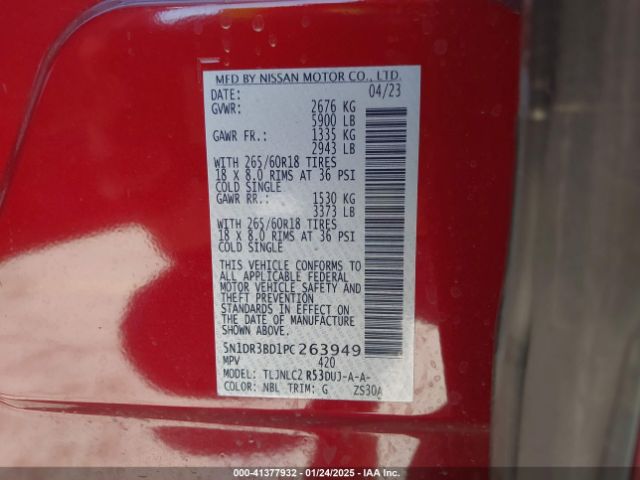 MFD BY NISSAN MOTOR CO., LTD.
DATE: 04/23
GVWR: 2676 KG
5900 LB
GAWR FR.: 1335 KG
2943 LB
WITH 265/60R18 TIRES
18 X 8.0 RIMS AT 36 PSI
COLD SINGLE
GAWR RR.: 1530 KG
3373 LB
WITH 265/60R18 TIRES
18 X 8.0 RIMS AT 36 PSI
COLD SINGLE
THIS VEHICLE CONFORMS TO
ALL APPLICABLE FEDERAL
MOTOR VEHICLE SAFETY AND
THEFT PREVENTION
STANDARDS IN EFFECT ON
DATE OF MFR. SHOWN ABOVE.
5N1DR3BD1PC263949
MPV 420
MODEL: TLJNLC2 R53DUJ-A-A-
COLOR: NBL TRIM: G ZS30A
000-41377932 - 01/24/2025 - IAA Inc.